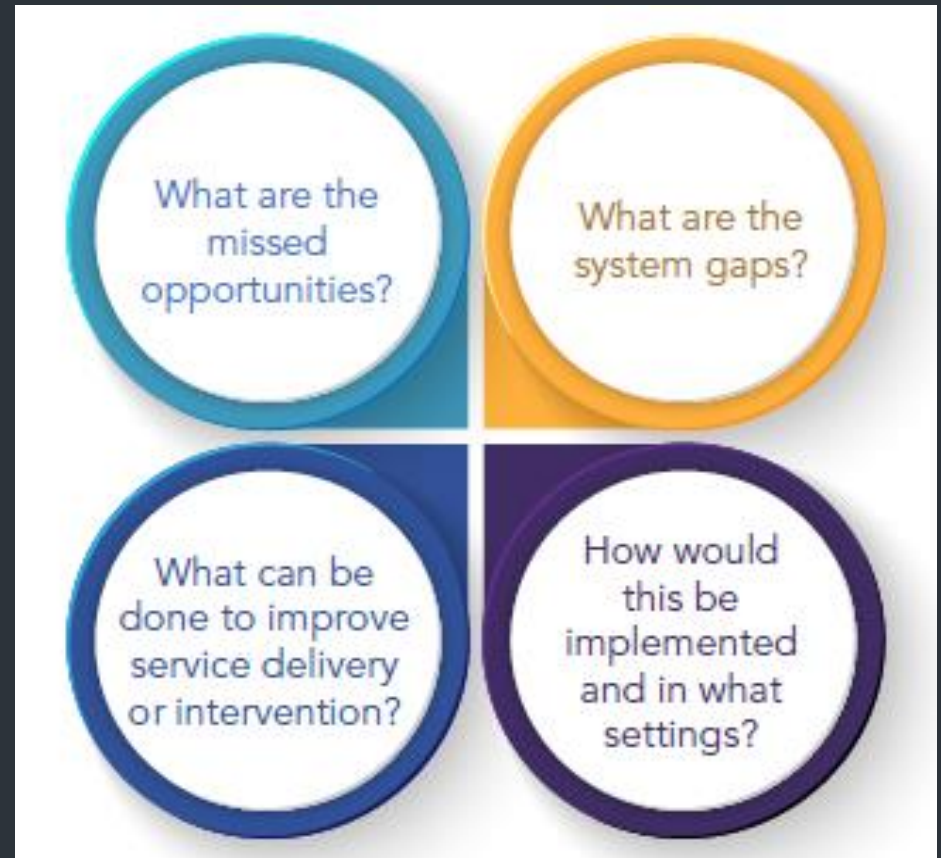 What are the
missed
opportunities?
What are the
system gaps?
What can be
done to improve
service delivery
or intervention?
How would
this be
implemented
and in what
settings?